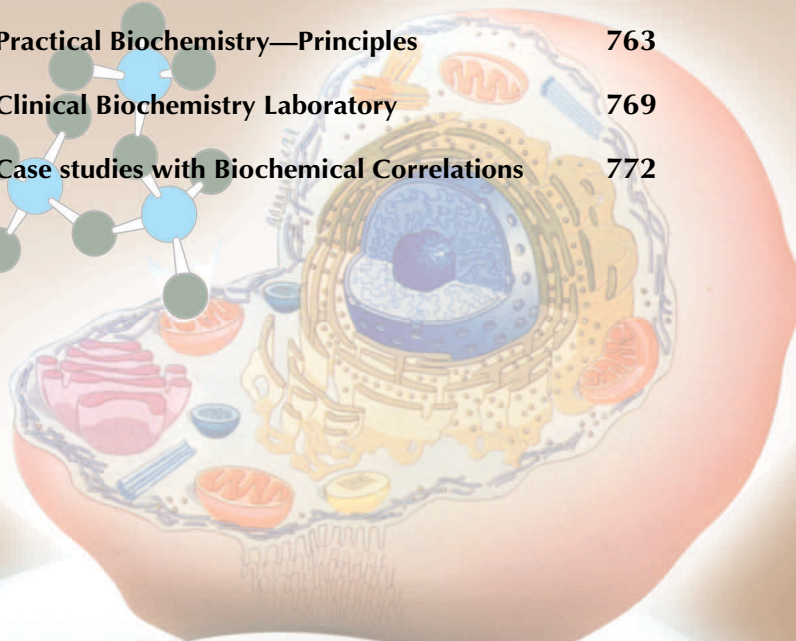 Practical Biochemistry—Principles 763
Clinical Biochemistry Laboratory 769
Case studies with Biochemical Correlations 772